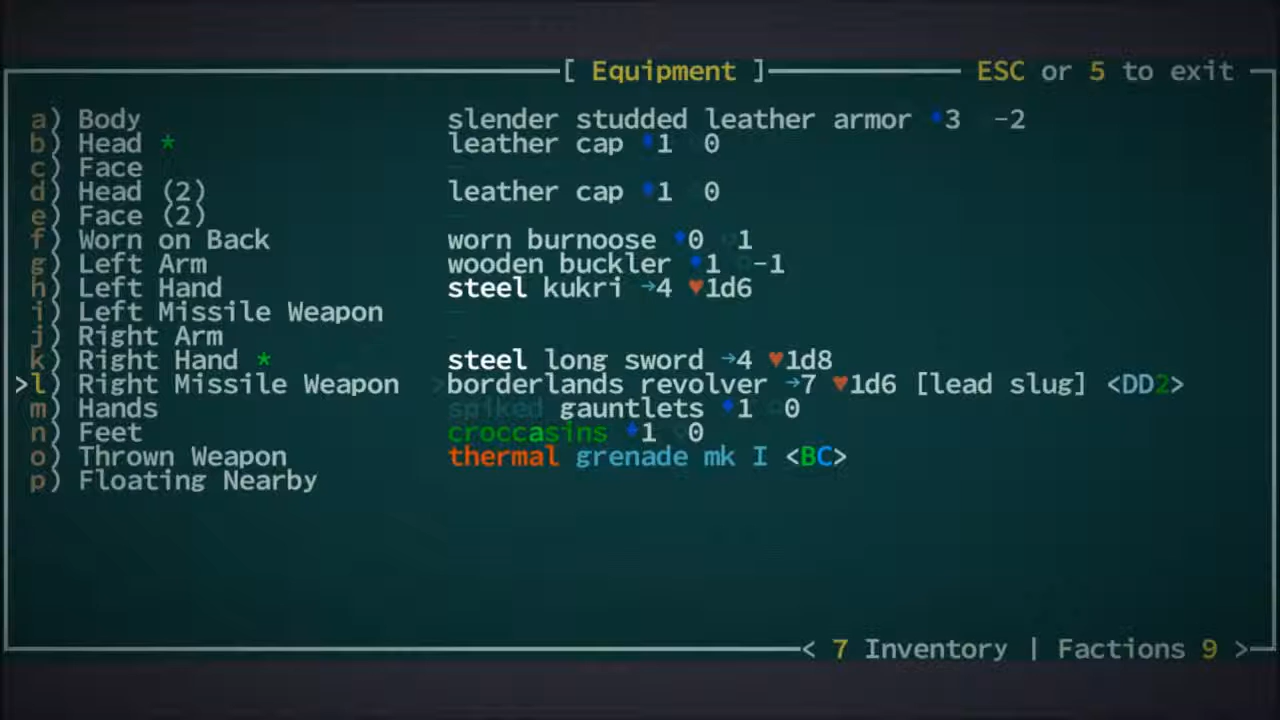 [ Equipment ] ESC or 5 to exit
a) Body slender studded leather armor ♦3 -2
b) Head * leather cap ♦1 0
c) Face
d) Head (2) leather cap ♦1 0
e) Face (2)
f) Worn on Back worn burnoose ♦0 ○1
g) Left Arm wooden buckler ♦1 ○-1
h) Left Hand steel kukri →4 ♥1d6
i) Left Missile Weapon
j) Right Arm
k) Right Hand * steel long sword →4 ♥1d8
>l) Right Missile Weapon >borderlands revolver →7 ♥1d6 [lead slug] <DD2>
m) Hands spiked gauntlets ♦1 ○0
n) Feet croccasins ♦1 ○0
o) Thrown Weapon thermal grenade mk I <BC>
p) Floating Nearby
< 7 Inventory | Factions 9 >